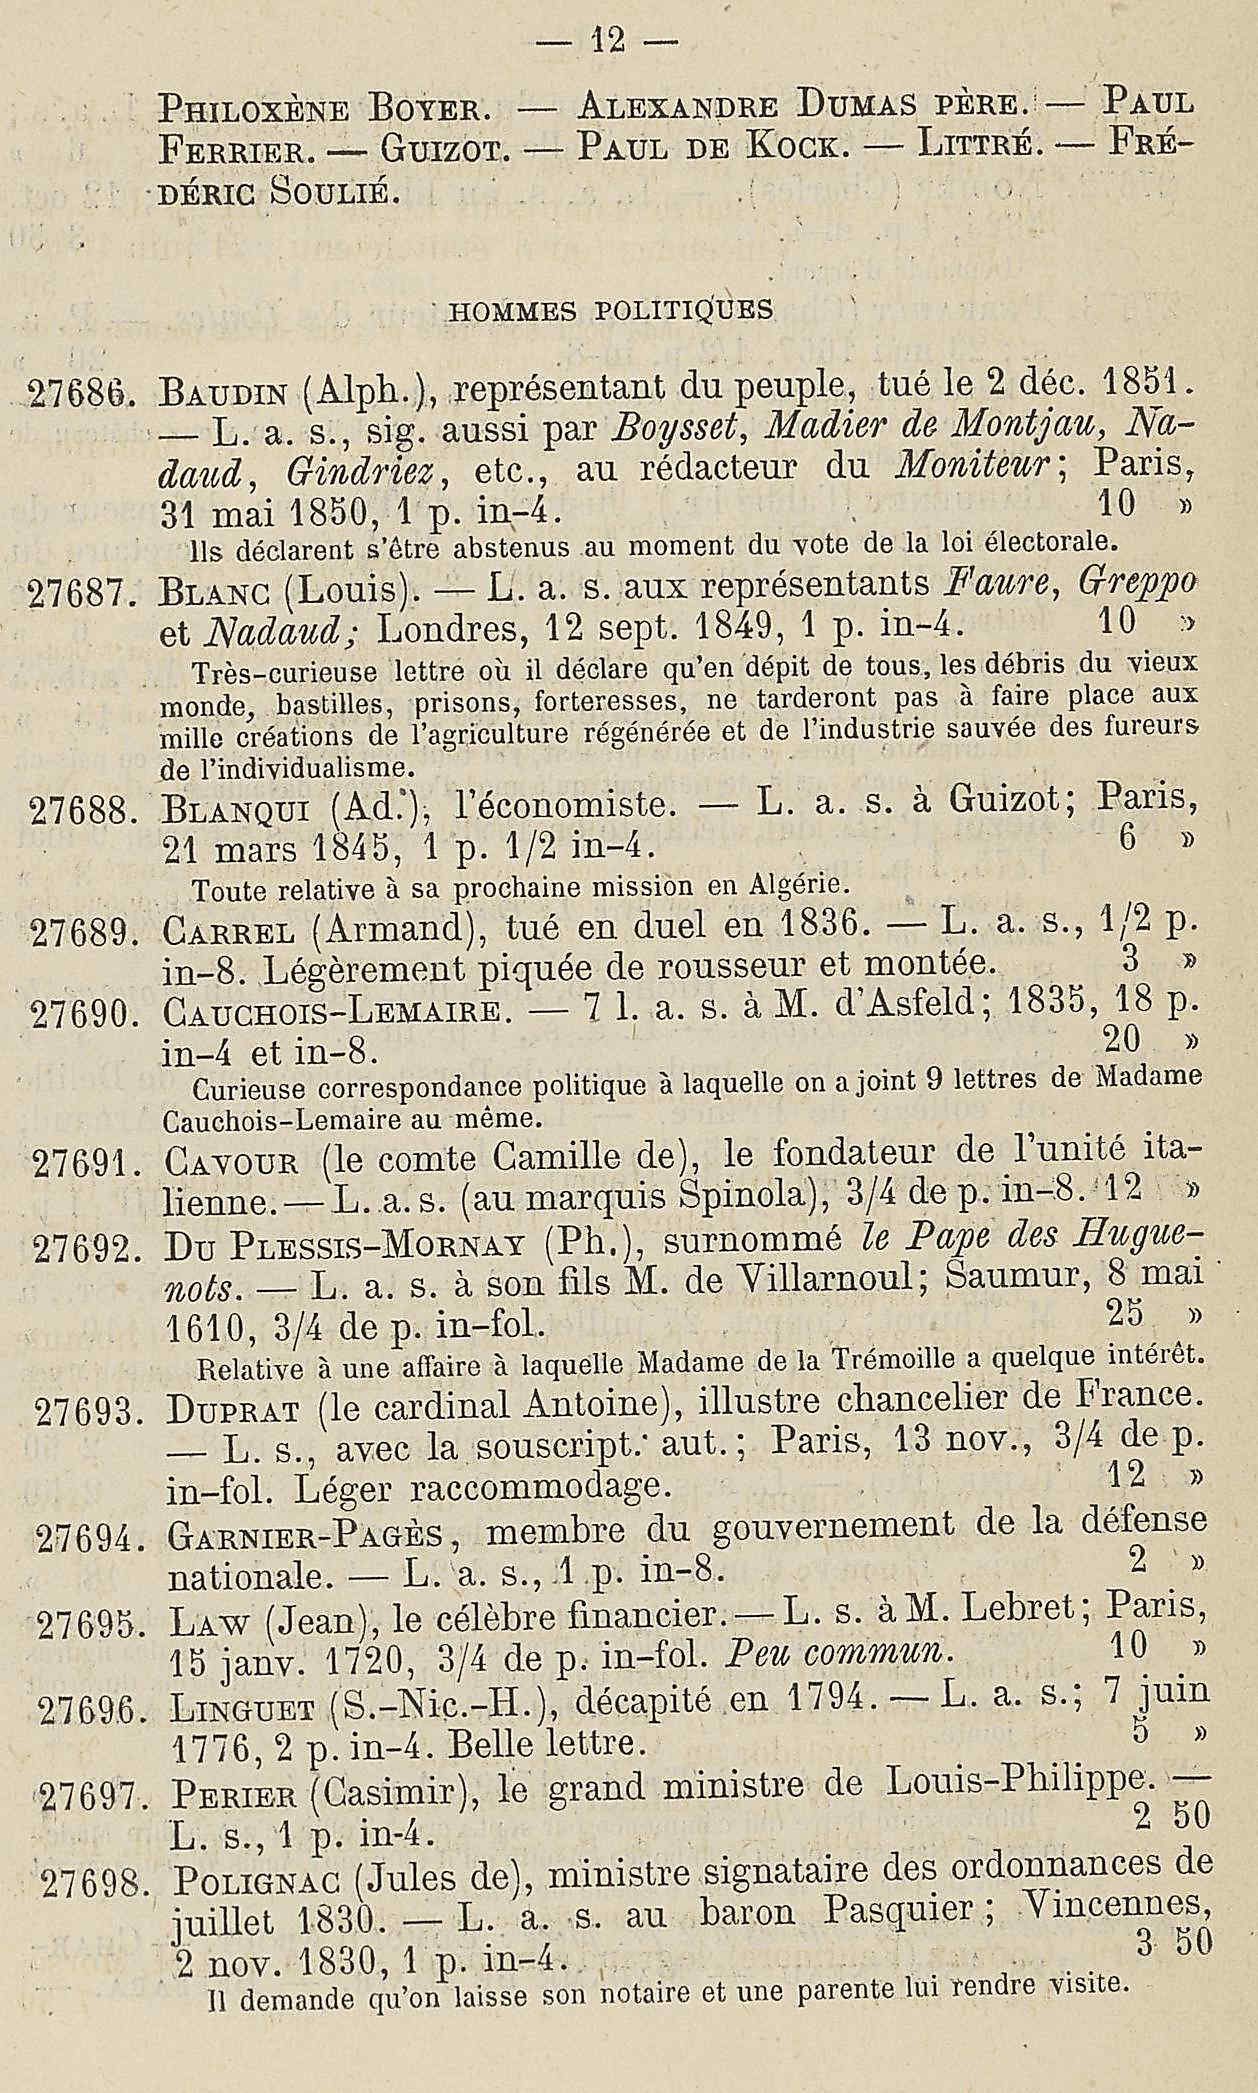 — 12 —
PHILOXÈNE BOYER. — ALEXANDRE DUMAS PÈRE. — PAUL
FERRIER. — GUIZOT. — PAUL DE KOCK. — LITTRÉ. — FRÉ-
DÉRIC SOULIÉ.
HOMMES POLITIQUES
27686. BAUDIN (Alph.), représentant du peuple, tué le 2 déc. 1851.
— L. a. s., sig. aussi par Boysset, Madier de Montjau, Na-
daud, Gindriez, etc., au rédacteur du Moniteur; Paris,
31 mai 1850, 1 p. in-4. 10 »
Ils déclarent s'être abstenus au moment du vote de la loi électorale.
27687. BLANC (Louis). — L. a. s. aux représentants Faure, Greppo
et Nadaud; Londres, 12 sept. 1849, 1 p. in-4. 10 »
Très-curieuse lettre où il déclare qu'en dépit de tous, les débris du vieux
monde, bastilles, prisons, forteresses, ne tarderont pas à faire place aux
mille créations de l'agriculture régénérée et de l'industrie sauvée des fureurs
de l'individualisme.
27688. BLANQUI (Ad.), l'économiste. — L. a. s. à Guizot; Paris,
21 mars 1845, 1 p. 1/2 in-4. 6 »
Toute relative à sa prochaine mission en Algérie.
27689. CARREL (Armand), tué en duel en 1836. — L. a. s., 1/2 p.
in-8. Légèrement piquée de rousseur et montée. 3 »
27690. CAUCHOIS-LEMAIRE. — 7 l. a. s. à M. d'Asfeld; 1835, 18 p.
in-4 et in-8. 20 »
Curieuse correspondance politique à laquelle on a joint 9 lettres de Madame
Cauchois-Lemaire au même.
27691. CAVOUR (le comte Camille de), le fondateur de l'unité ita-
lienne. — L. a. s. (au marquis Spinola), 3/4 de p. in-8. 12 »
27692. DU PLESSIS-MORNAY (Ph.), surnommé le Pape des Hugue-
nots. — L. a. s. à son fils M. de Villarnoul; Saumur, 8 mai
1610, 3/4 de p. in-fol. 25 »
Relative à une affaire à laquelle Madame de la Trémoille a quelque intérêt.
27693. DUPRAT (le cardinal Antoine), illustre chancelier de France.
— L. s., avec la souscript. aut.; Paris, 13 nov., 3/4 de p.
in-fol. Léger raccommodage. 12 »
27694. GARNIER-PAGÈS, membre du gouvernement de la défense
nationale. — L. a. s., 1 p. in-8. 2 »
27695. LAW (Jean), le célèbre financier. — L. s. à M. Lebret; Paris,
15 janv. 1720, 3/4 de p. in-fol. Peu commun. 10 »
27696. LINGUET (S.-Nic.-H.), décapité en 1794. — L. a. s.; 7 juin
1776, 2 p. in-4. Belle lettre. 5 »
27697. PERIER (Casimir), le grand ministre de Louis-Philippe. —
L. s., 1 p. in-4. 2 50
27698. POLIGNAC (Jules de), ministre signataire des ordonnances de
juillet 1830. — L. a. s. au baron Pasquier; Vincennes,
2 nov. 1830, 1 p. in-4. 3 50
Il demande qu'on laisse son notaire et une parente lui rendre visite.